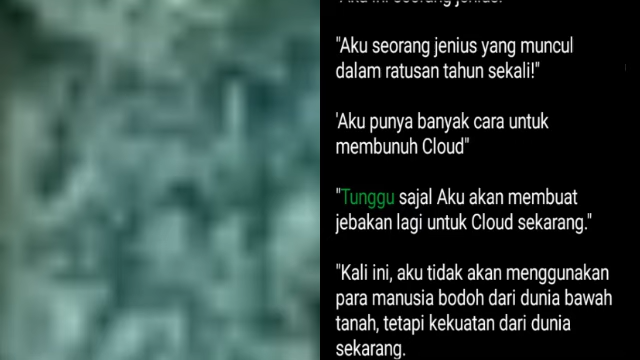 "Aku seorang jenius yang muncul
dalam ratusan tahun sekali!"
'Aku punya banyak cara untuk
membunuh Cloud"
"Tunggu sajal Aku akan membuat
jebakan lagi untuk Cloud sekarang."
"Kali ini, aku tidak akan menggunakan
para manusia bodoh dari dunia bawah
tanah, tetapi kekuatan dari dunia
sekarang.